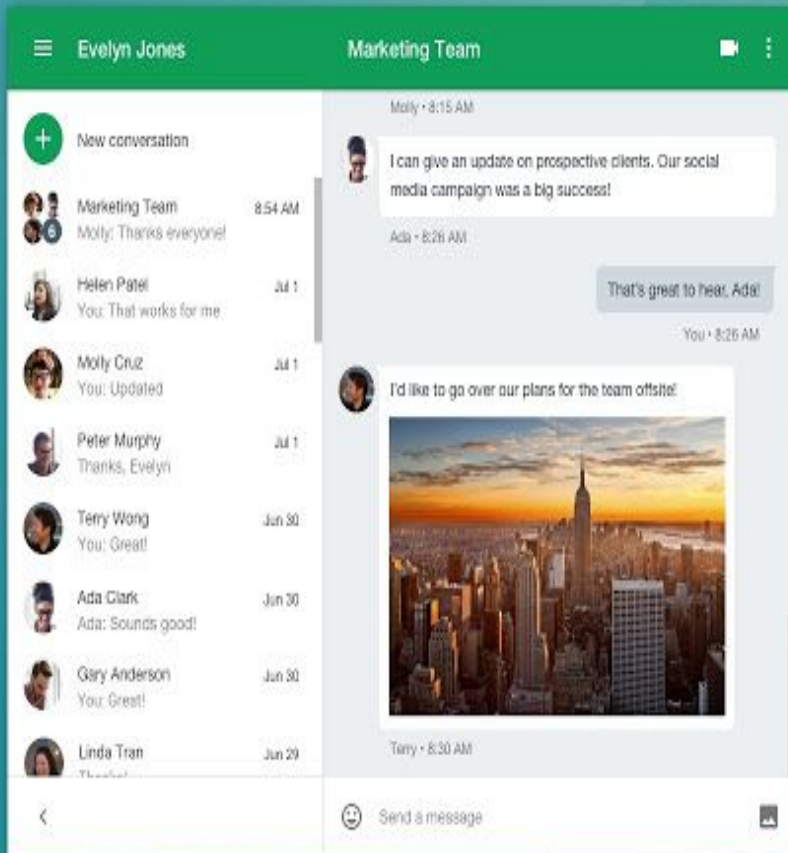 Evelyn Jones
Marketing Team
New conversation
Marketing Team
8:54 AM
Molly: Thanks everyone!
Helen Patel
Jul 1
You: That works for me
Molly Cruz
Jul 1
You: Updated
Peter Murphy
Jul 1
Thanks, Evelyn
Terry Wong
Jun 30
You: Great!
Ada Clark
Jun 30
Ada: Sounds good!
Gary Anderson
Jun 30
You: Great!
Linda Tran
Jun 29
Molly • 8:15 AM
I can give an update on prospective clients. Our social
media campaign was a big success!
Ada • 8:26 AM
That's great to hear, Ada!
You • 8:26 AM
I'd like to go over our plans for the team offsite!
Terry • 8:30 AM
Send a message